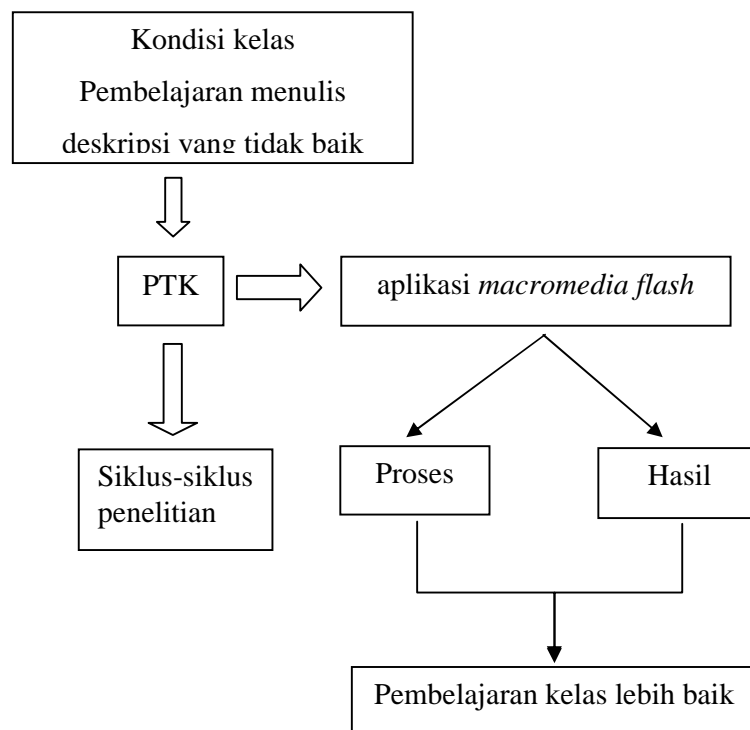 Kondisi kelas
Pembelajaran menulis
deskripsi yang tidak baik
PTK
aplikasi macromedia flash
Siklus-siklus
penelitian
Proses
Hasil
Pembelajaran kelas lebih baik